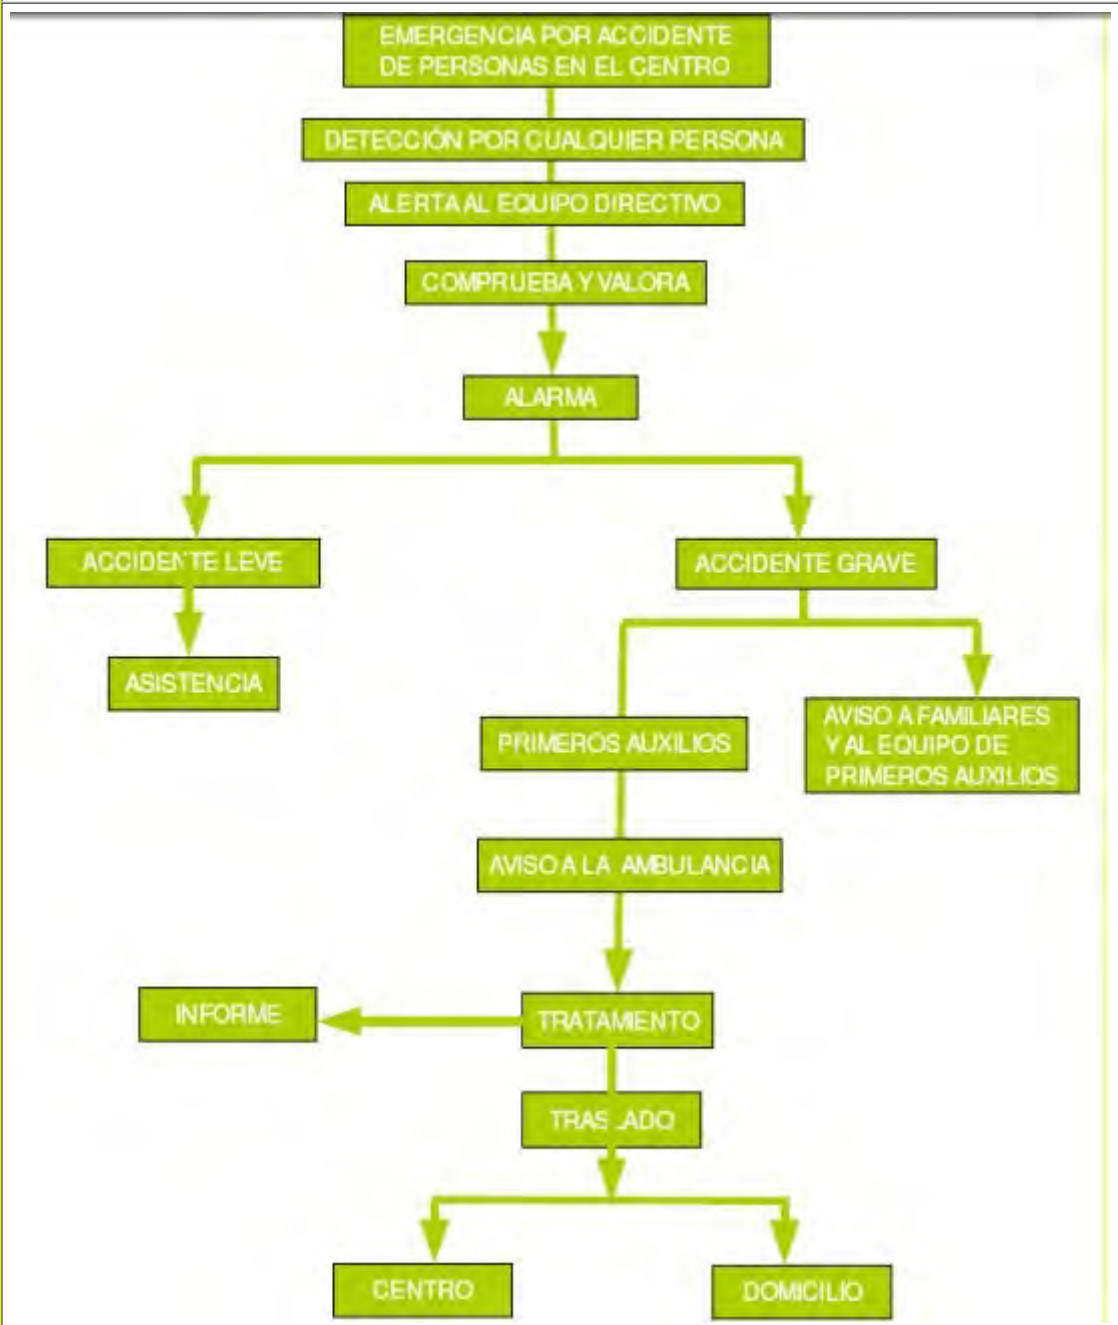 EMERGENCIA POR ACCIDENTE
DE PERSONAS EN EL CENTRO
DETECCIÓN POR CUALQUIER PERSONA
ALERTA AL EQUIPO DIRECTIVO
COMPRUEBA Y VALORA
ALARMA
ACCIDENTE LEVE
ACCIDENTE GRAVE
ASISTENCIA
PRIMEROS AUXILIOS
AVISO A FAMILIARES
Y AL EQUIPO DE
PRIMEROS AUXILIOS
AVISO A LA AMBULANCIA
INFORME
TRATAMIENTO
TRASLADO
CENTRO
DOMICILIO